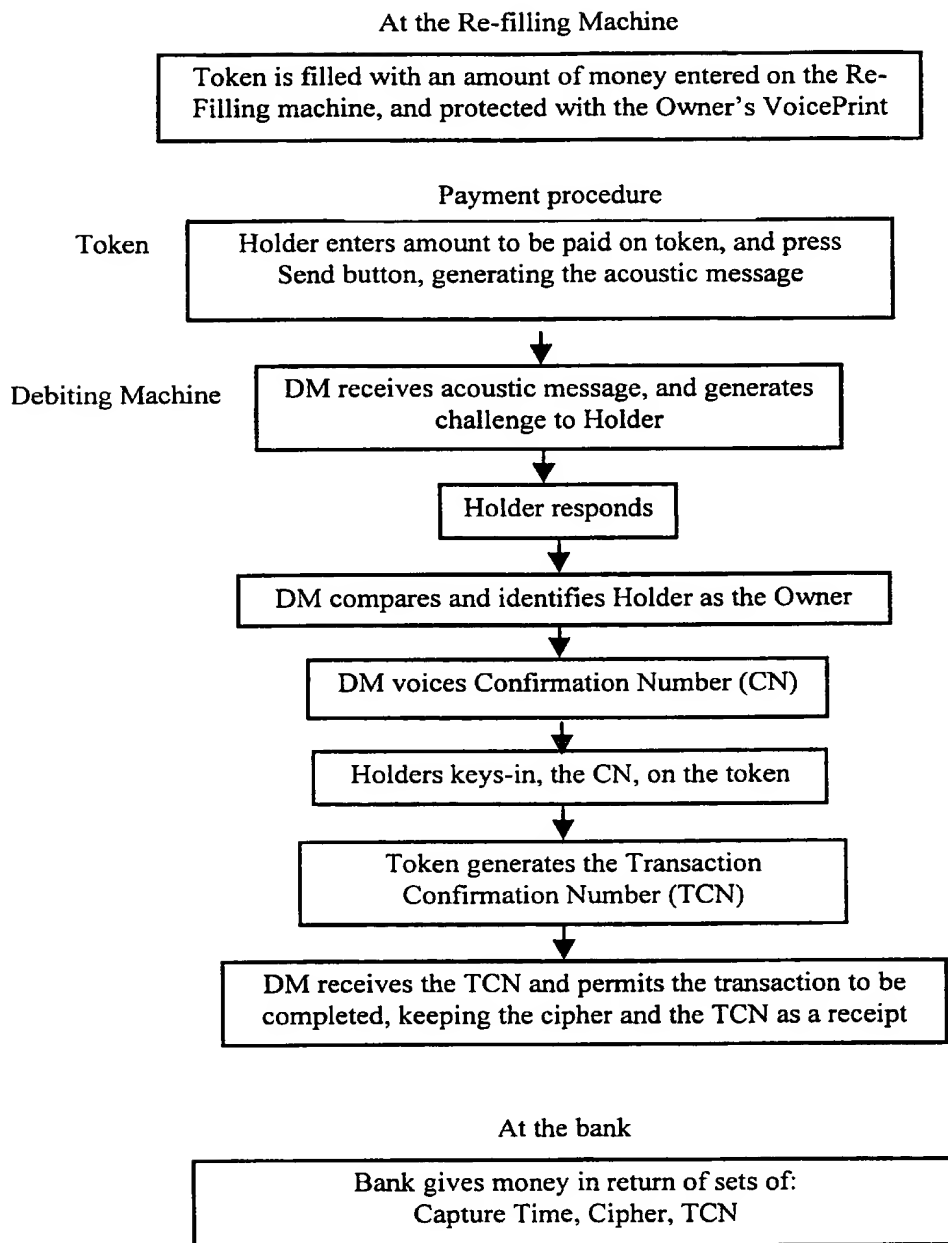 At the Re-filling Machine
Token is filled with an amount of money entered on the Re-
Filling machine, and protected with the Owner's VoicePrint
Payment procedure
Token
Holder enters amount to be paid on token, and press
Send button, generating the acoustic message
Debiting Machine
DM receives acoustic message, and generates
challenge to Holder
Holder responds
DM compares and identifies Holder as the Owner
DM voices Confirmation Number (CN)
Holders keys-in, the CN, on the token
Token generates the Transaction
Confirmation Number (TCN)
DM receives the TCN and permits the transaction to be
completed, keeping the cipher and the TCN as a receipt
At the bank
Bank gives money in return of sets of:
Capture Time, Cipher, TCN